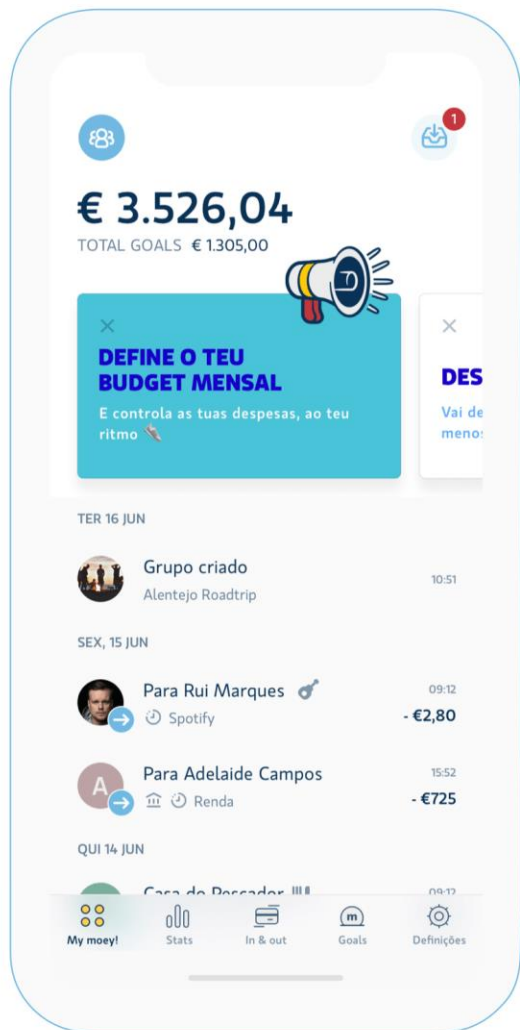 1
€ 3.526,04
TOTAL GOALS € 1.305,00
DEFINE O TEU
BUDGET MENSAL
E controla as tuas despesas, ao teu
ritmo
DES
Vai de
menos
TER 16 JUN
Grupo criado
10:51
Alentejo Roadtrip
SEX, 15 JUN
Para Rui Marques
09:12
Spotify
- €2,80
A
Para Adelaide Campos
15:52
Renda
- €725
QUI 14 JUN
Casa do Pescador
09:12
m
My moey!
Stats
In & out
Goals
Definições